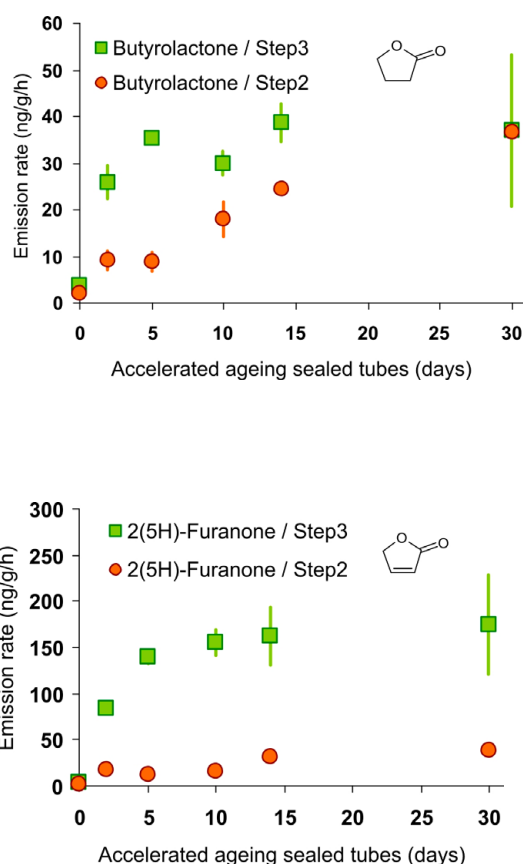 60
Butyrolactone / Step3
50
Butyrolactone / Step2
40
30
20
10
0
Emission rate (ng/g/h)
O
O
0 5 10 15 20 25 30
Accelerated ageing sealed tubes (days)
300
2(5H)-Furanone / Step3
250
2(5H)-Furanone / Step2
200
150
100
50
0
Emission rate (ng/g/h)
O
O
0 5 10 15 20 25 30
Accelerated ageing sealed tubes (days)